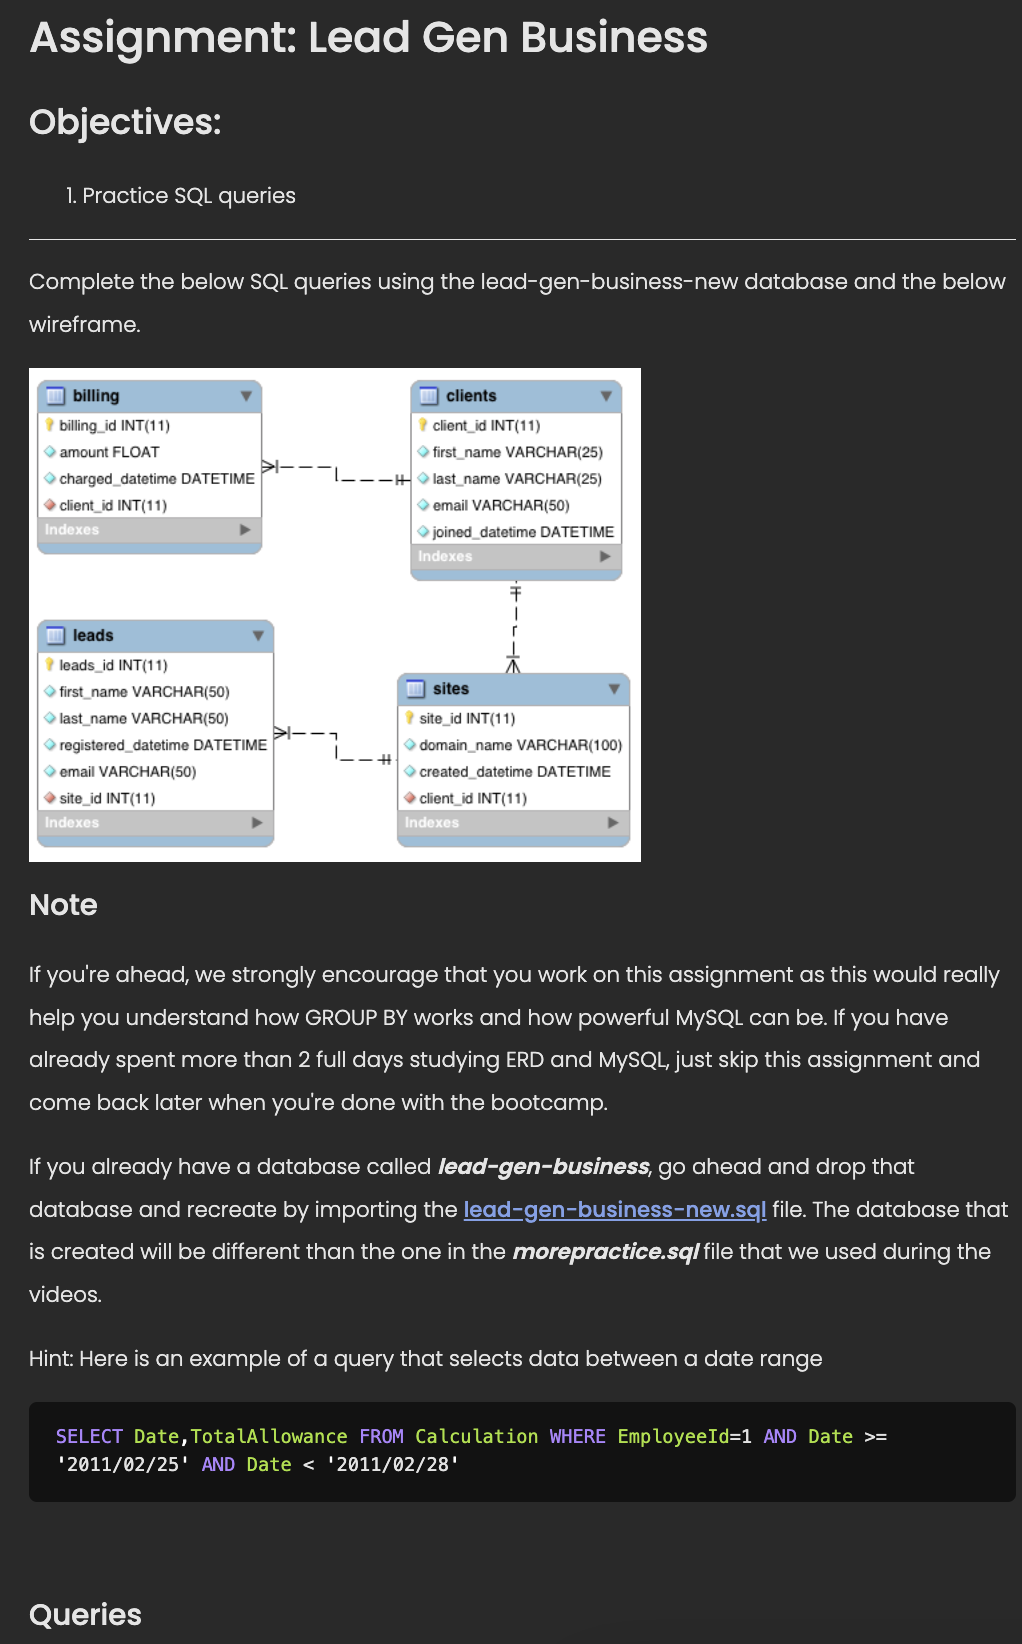 Assignment: Lead Gen Business
Objectives:
1. Practice SQL queries
Complete the below SQL queries using the lead-gen-business-new database and the below
wireframe.
billing
billing_id INT(11)
amount FLOAT
charged_datetime DATETIME
client_id INT(11)
Indexes
clients
client_id INT(11)
first_name VARCHAR(25)
last_name VARCHAR(25)
email VARCHAR(50)
joined_datetime DATETIME
Indexes
leads
leads_id INT(11)
first_name VARCHAR(50)
last_name VARCHAR(50)
registered_datetime DATETIME
email VARCHAR(50)
site_id INT(11)
Indexes
sites
site_id INT(11)
domain_name VARCHAR(100)
created_datetime DATETIME
client_id INT(11)
Indexes
Note
If you're ahead, we strongly encourage that you work on this assignment as this would really
help you understand how GROUP BY works and how powerful MySQL can be. If you have
already spent more than 2 full days studying ERD and MySQL, just skip this assignment and
come back later when you're done with the bootcamp.
If you already have a database called lead-gen-business, go ahead and drop that
database and recreate by importing the lead-gen-business-new.sql file. The database that
is created will be different than the one in the morepractice.sql file that we used during the
videos.
Hint: Here is an example of a query that selects data between a date range
SELECT Date,TotalAllowance FROM Calculation WHERE EmployeeId=1 AND Date >=
'2011/02/25' AND Date < '2011/02/28'
Queries